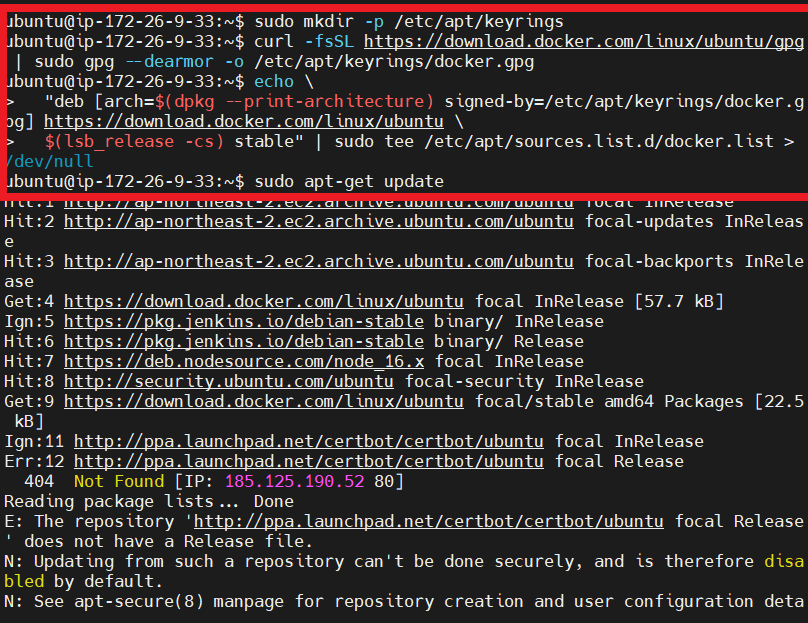 ubuntu@ip-172-26-9-33:~$ sudo mkdir -p /etc/apt/keyrings
ubuntu@ip-172-26-9-33:~$ curl -fsSL https://download.docker.com/linux/ubuntu/gpg
| sudo gpg --dearmor -o /etc/apt/keyrings/docker.gpg
ubuntu@ip-172-26-9-33:~$ echo \
>   "deb [arch=$(dpkg --print-architecture) signed-by=/etc/apt/keyrings/docker.g
pg] https://download.docker.com/linux/ubuntu \
>   $(lsb_release -cs) stable" | sudo tee /etc/apt/sources.list.d/docker.list >
/dev/null
ubuntu@ip-172-26-9-33:~$ sudo apt-get update
Hit:1 http://ap-northeast-2.ec2.archive.ubuntu.com/ubuntu focal InRelease
Hit:2 http://ap-northeast-2.ec2.archive.ubuntu.com/ubuntu focal-updates InReleas
e
Hit:3 http://ap-northeast-2.ec2.archive.ubuntu.com/ubuntu focal-backports InRele
ase
Get:4 https://download.docker.com/linux/ubuntu focal InRelease [57.7 kB]
Ign:5 https://pkg.jenkins.io/debian-stable binary/ InRelease
Hit:6 https://pkg.jenkins.io/debian-stable binary/ Release
Hit:7 https://deb.nodesource.com/node_16.x focal InRelease
Hit:8 http://security.ubuntu.com/ubuntu focal-security InRelease
Get:9 https://download.docker.com/linux/ubuntu focal/stable amd64 Packages [22.5
kB]
Ign:11 http://ppa.launchpad.net/certbot/certbot/ubuntu focal InRelease
Err:12 http://ppa.launchpad.net/certbot/certbot/ubuntu focal Release
404  Not Found [IP: 185.125.190.52 80]
Reading package lists... Done
E: The repository 'http://ppa.launchpad.net/certbot/certbot/ubuntu focal Release
' does not have a Release file.
N: Updating from such a repository can't be done securely, and is therefore disa
bled by default.
N: See apt-secure(8) manpage for repository creation and user configuration deta